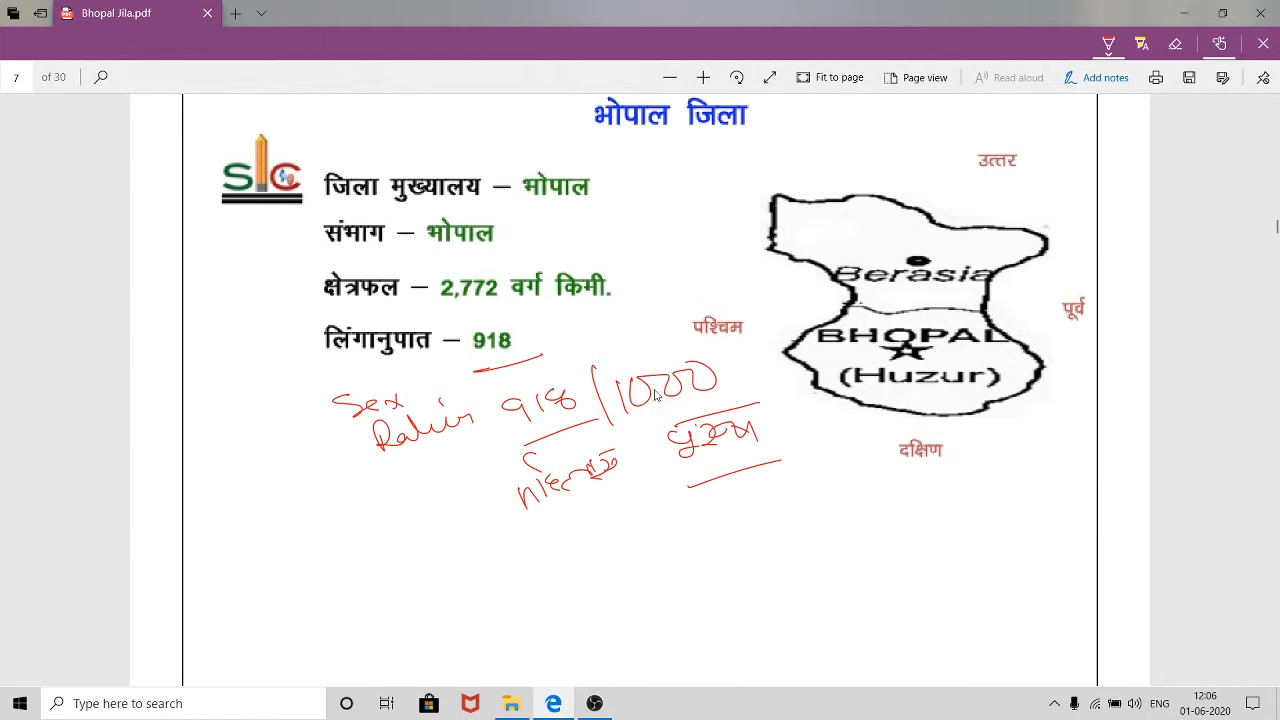 Bhopal Jila.pdf
7 of 30
Fit to page
Page view
Read aloud
Add notes
भोपाल जिला
SIC
जिला मुख्यालय – भोपाल
संभाग – भोपाल
क्षेत्रफल – 2,772 वर्ग किमी.
लिंगानुपात – 918
उत्तर
Berasia
पूर्व
पश्चिम
BHOPAL
(Huzur)
दक्षिण
Sex
Ratio
918/1000
महिलाएं
पुरुष
Type here to search
12:06
01-06-2020